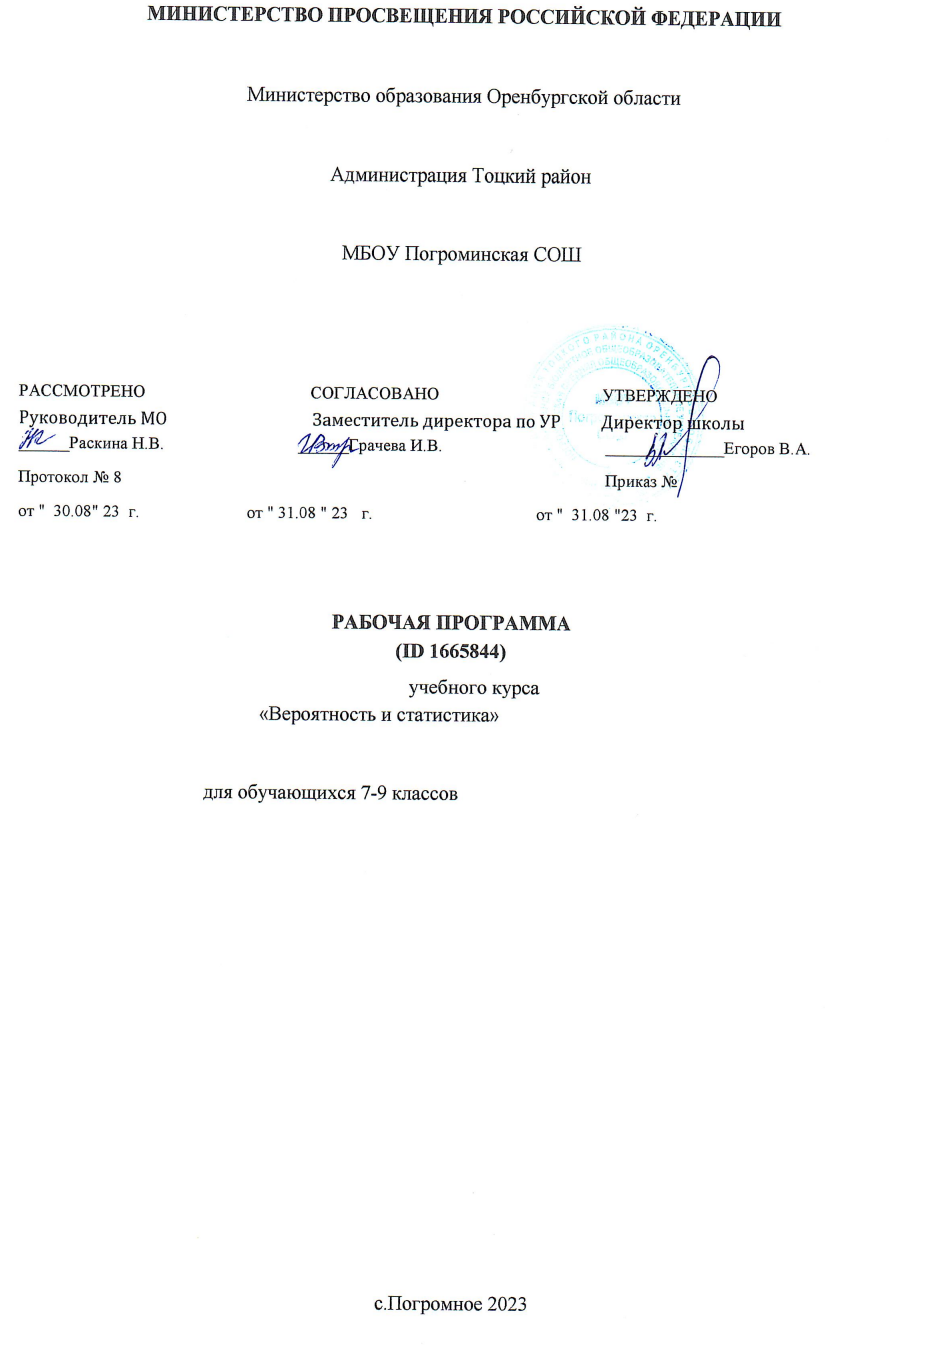 МИНИСТЕРСТВО ПРОСВЕЩЕНИЯ РОССИЙСКОЙ ФЕДЕРАЦИИ
Министерство образования Оренбургской области
Администрация Тоцкий район
МБОУ Погроминская СОШ
РАССМОТРЕНО
Руководитель МО
______Раскина Н.В.
Протокол № 8
от " 30.08" 23 г.
СОГЛАСОВАНО
Заместитель директора по УР
______Грачева И.В.
от " 31.08 " 23 г.
УТВЕРЖДЕНО
Директор школы
______________Егоров В.А.
Приказ №
от " 31.08 "23 г.
РАБОЧАЯ ПРОГРАММА
(ID 1665844)
учебного курса
«Вероятность и статистика»
для обучающихся 7-9 классов
с.Погромное 2023